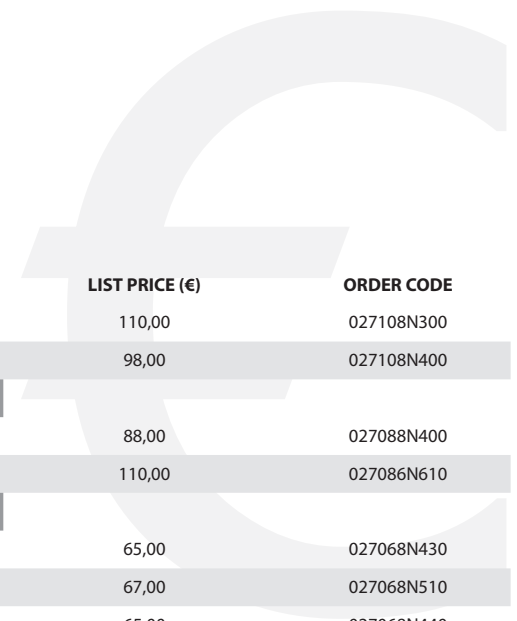 LIST PRICE (€) ORDER CODE
110,00 027108N300
98,00 027108N400
88,00 027088N400
110,00 027086N610
65,00 027068N430
67,00 027068N510